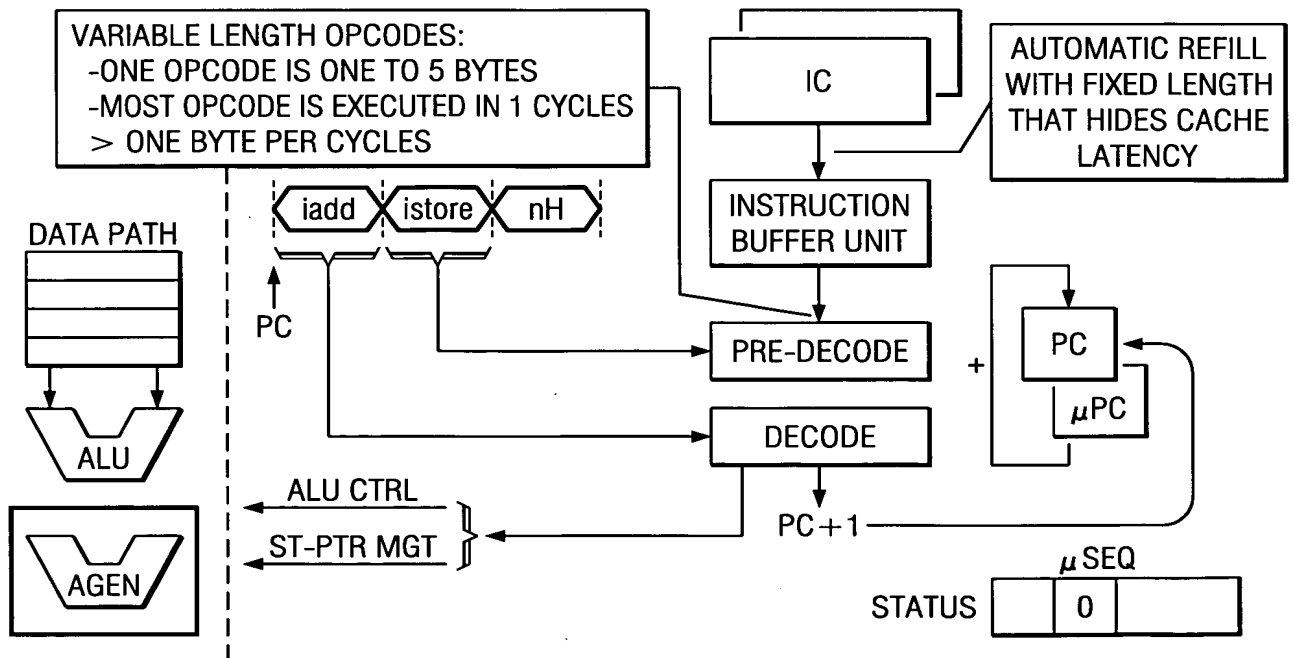 VARIABLE LENGTH OPCODES:
-ONE OPCODE IS ONE TO 5 BYTES
-MOST OPCODE IS EXECUTED IN 1 CYCLES
> ONE BYTE PER CYCLES
IC
AUTOMATIC REFILL
WITH FIXED LENGTH
THAT HIDES CACHE
LATENCY
iadd
istore
nH
INSTRUCTION
BUFFER UNIT
DATA PATH
PC
PRE-DECODE
+
PC
μPC
ALU
DECODE
ALU CTRL
PC+1
ST-PTR MGT
AGEN
μ SEQ
STATUS
0